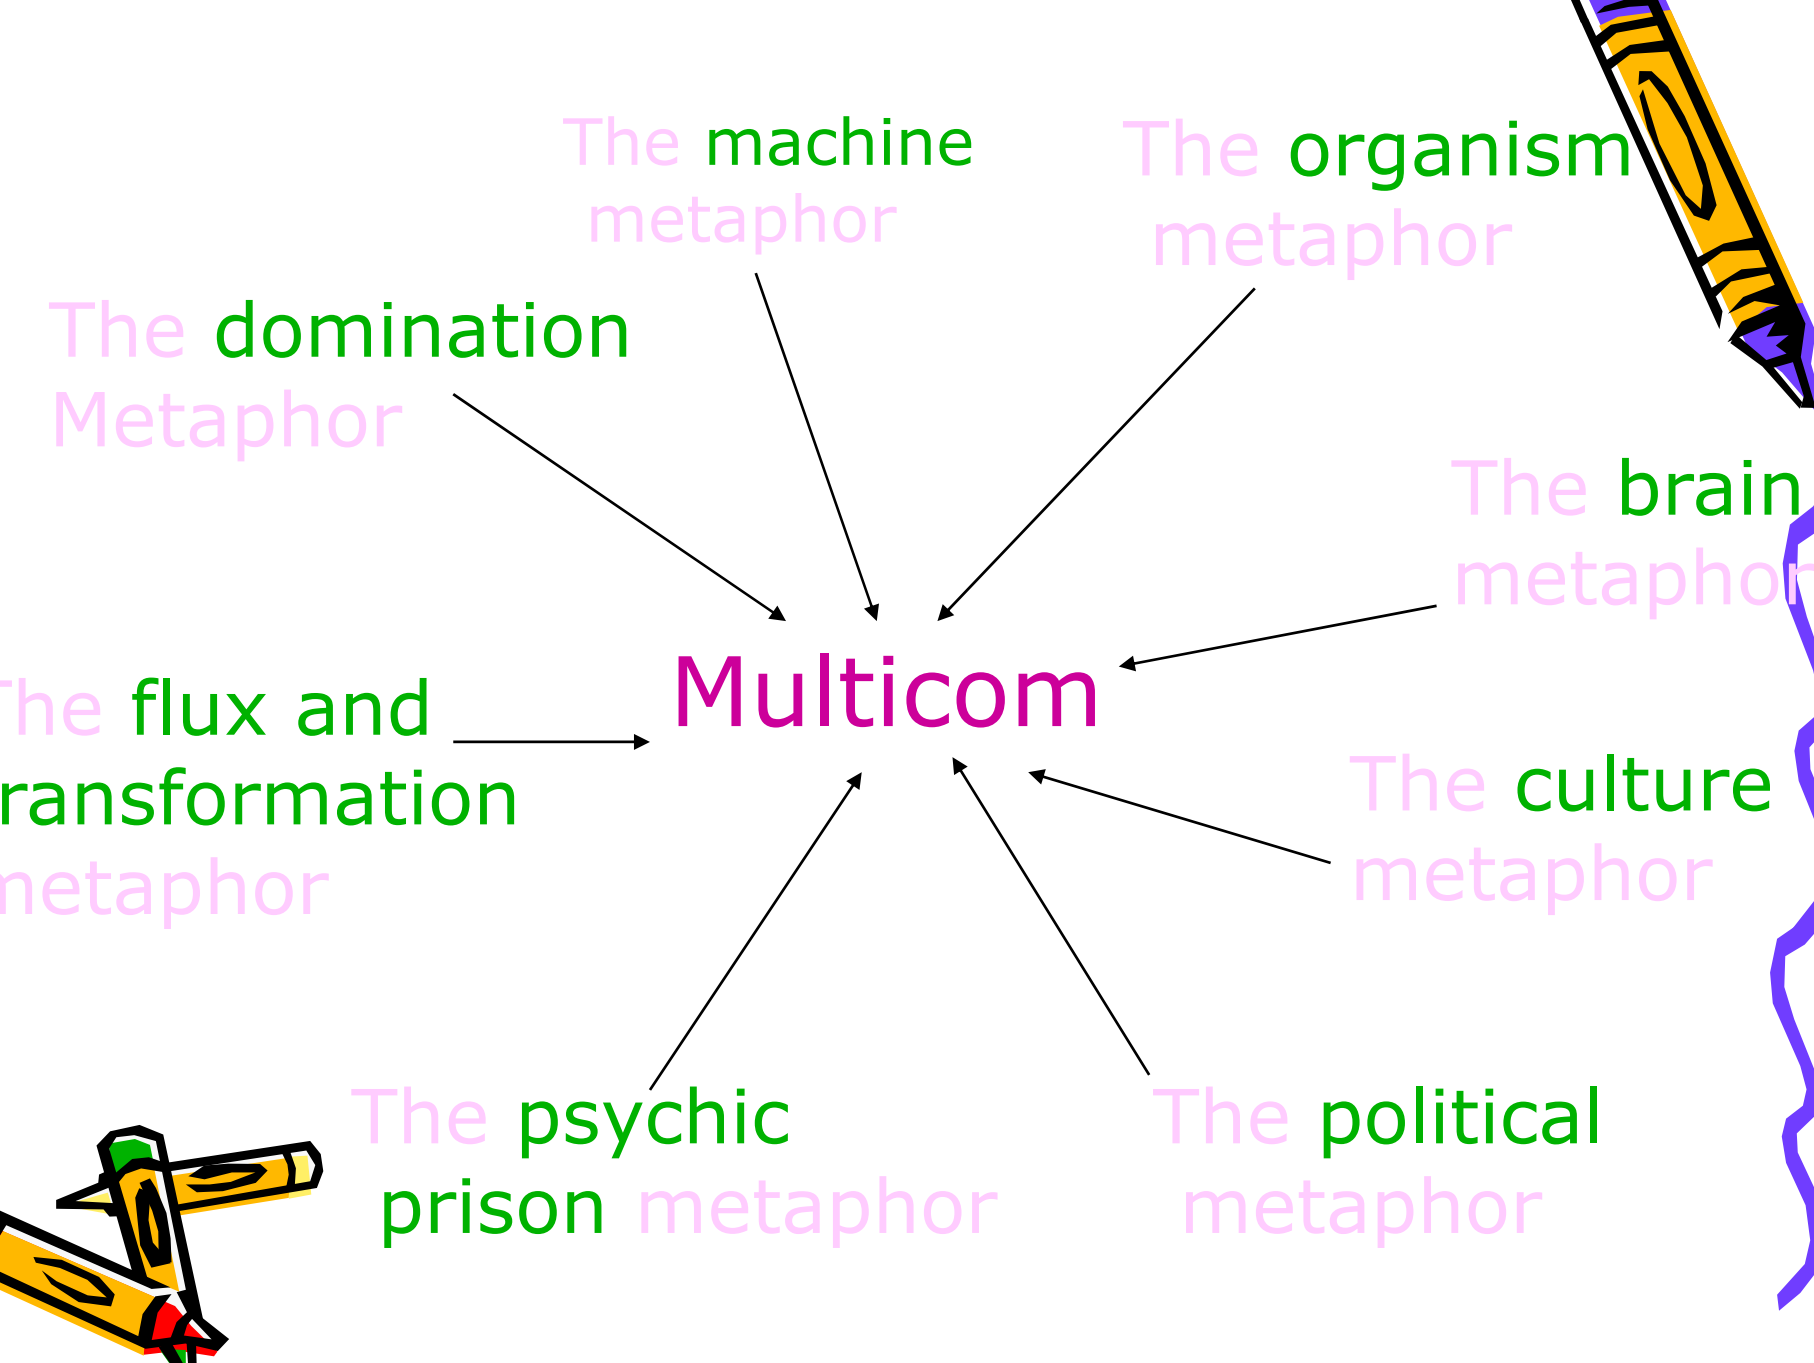 The machine
metaphor
The organism
metaphor
The domination
Metaphor
The brain
metaphor
Multicom
The flux and
ransformation
metaphor
The culture
metaphor
The psychic
prison metaphor
The political
metaphor